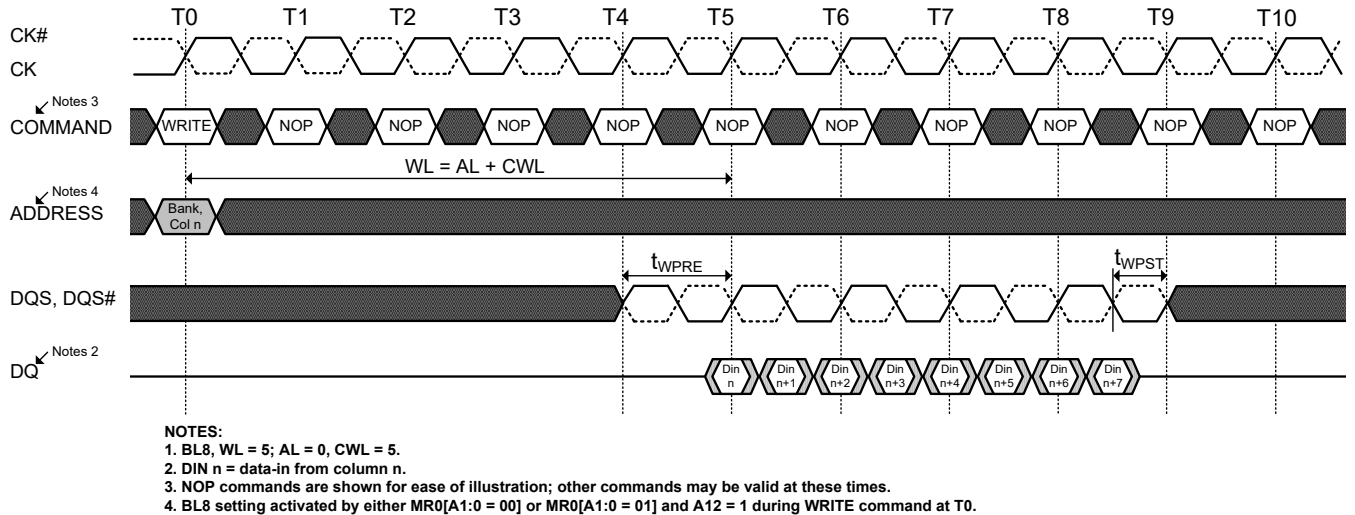 T0 T1 T2 T3 T4 T5 T6 T7 T8 T9 T10
CK#
CK
Notes 3
COMMAND
WRITE NOP NOP NOP NOP NOP NOP NOP NOP NOP NOP
WL = AL + CWL
Notes 4
ADDRESS
Bank,
Col n
tWPRE
tWPST
DQS, DQS#
Notes 2
DQ
Din Din Din Din Din Din Din Din
n n+1 n+2 n+3 n+4 n+5 n+6 n+7
NOTES:
1. BL8, WL = 5; AL = 0, CWL = 5.
2. DIN n = data-in from column n.
3. NOP commands are shown for ease of illustration; other commands may be valid at these times.
4. BL8 setting activated by either MR0[A1:0 = 00] or MR0[A1:0 = 01] and A12 = 1 during WRITE command at T0.